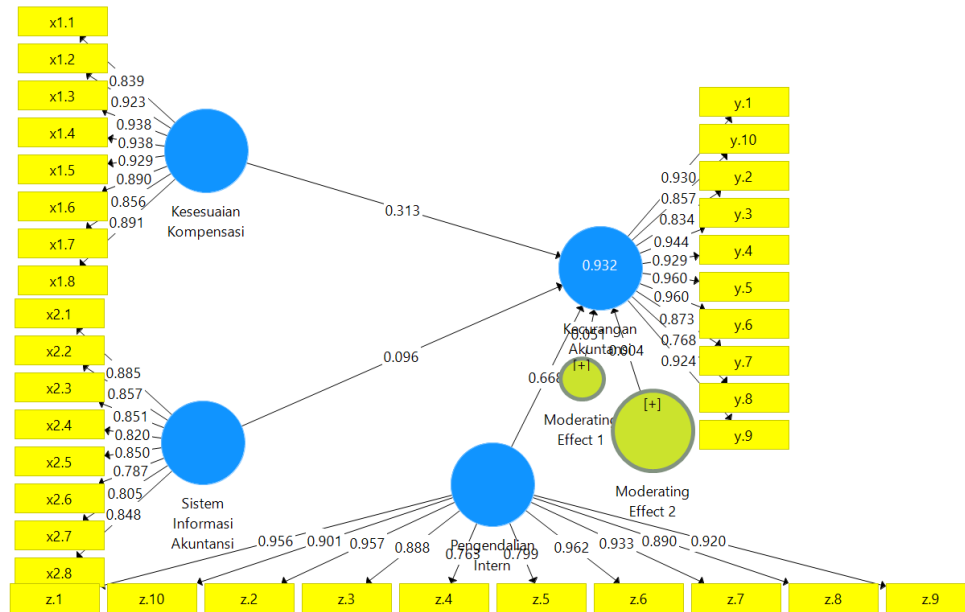 x1.1
x1.2
x1.3
x1.4
x1.5
x1.6
x1.7
x1.8
0.839
0.923
0.938
0.938
0.929
0.890
0.856
0.891
Kesesuaian
Kompensasi
0.313
x2.1
x2.2
x2.3
x2.4
x2.5
x2.6
x2.7
x2.8
0.885
0.857
0.851
0.820
0.850
0.787
0.805
0.848
Sistem
Informasi
Akuntansi
0.096
0.932
Kecurangan
Akuntansi
y.1
y.10
y.2
y.3
y.4
y.5
y.6
y.7
y.8
y.9
0.930
0.857
0.834
0.944
0.929
0.960
0.960
0.873
0.768
0.924
0.668
0.051
[+]
Moderating
Effect 1
[+]
Moderating
Effect 2
Pengendalian
Intern
0.956
0.901
0.957
0.888
0.799
0.962
0.933
0.890
0.920
z.1
z.10
z.2
z.3
z.4
z.5
z.6
z.7
z.8
z.9